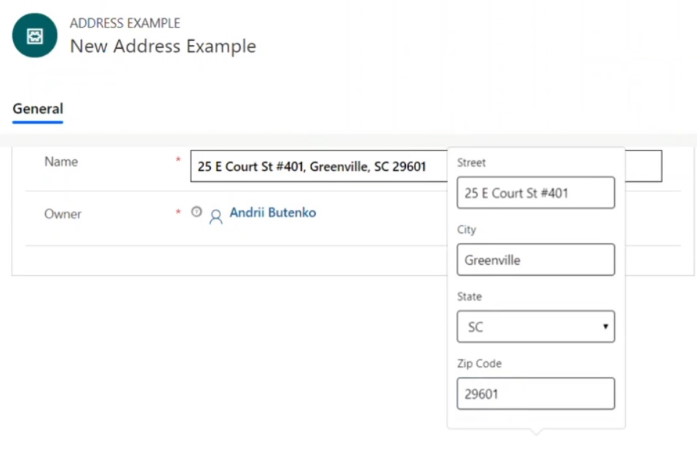 ADDRESS EXAMPLE
New Address Example
General
Name * 25 E Court St #401, Greenville, SC 29601
Owner * Andrii Butenko
Street
25 E Court St #401
City
Greenville
State
SC
Zip Code
29601